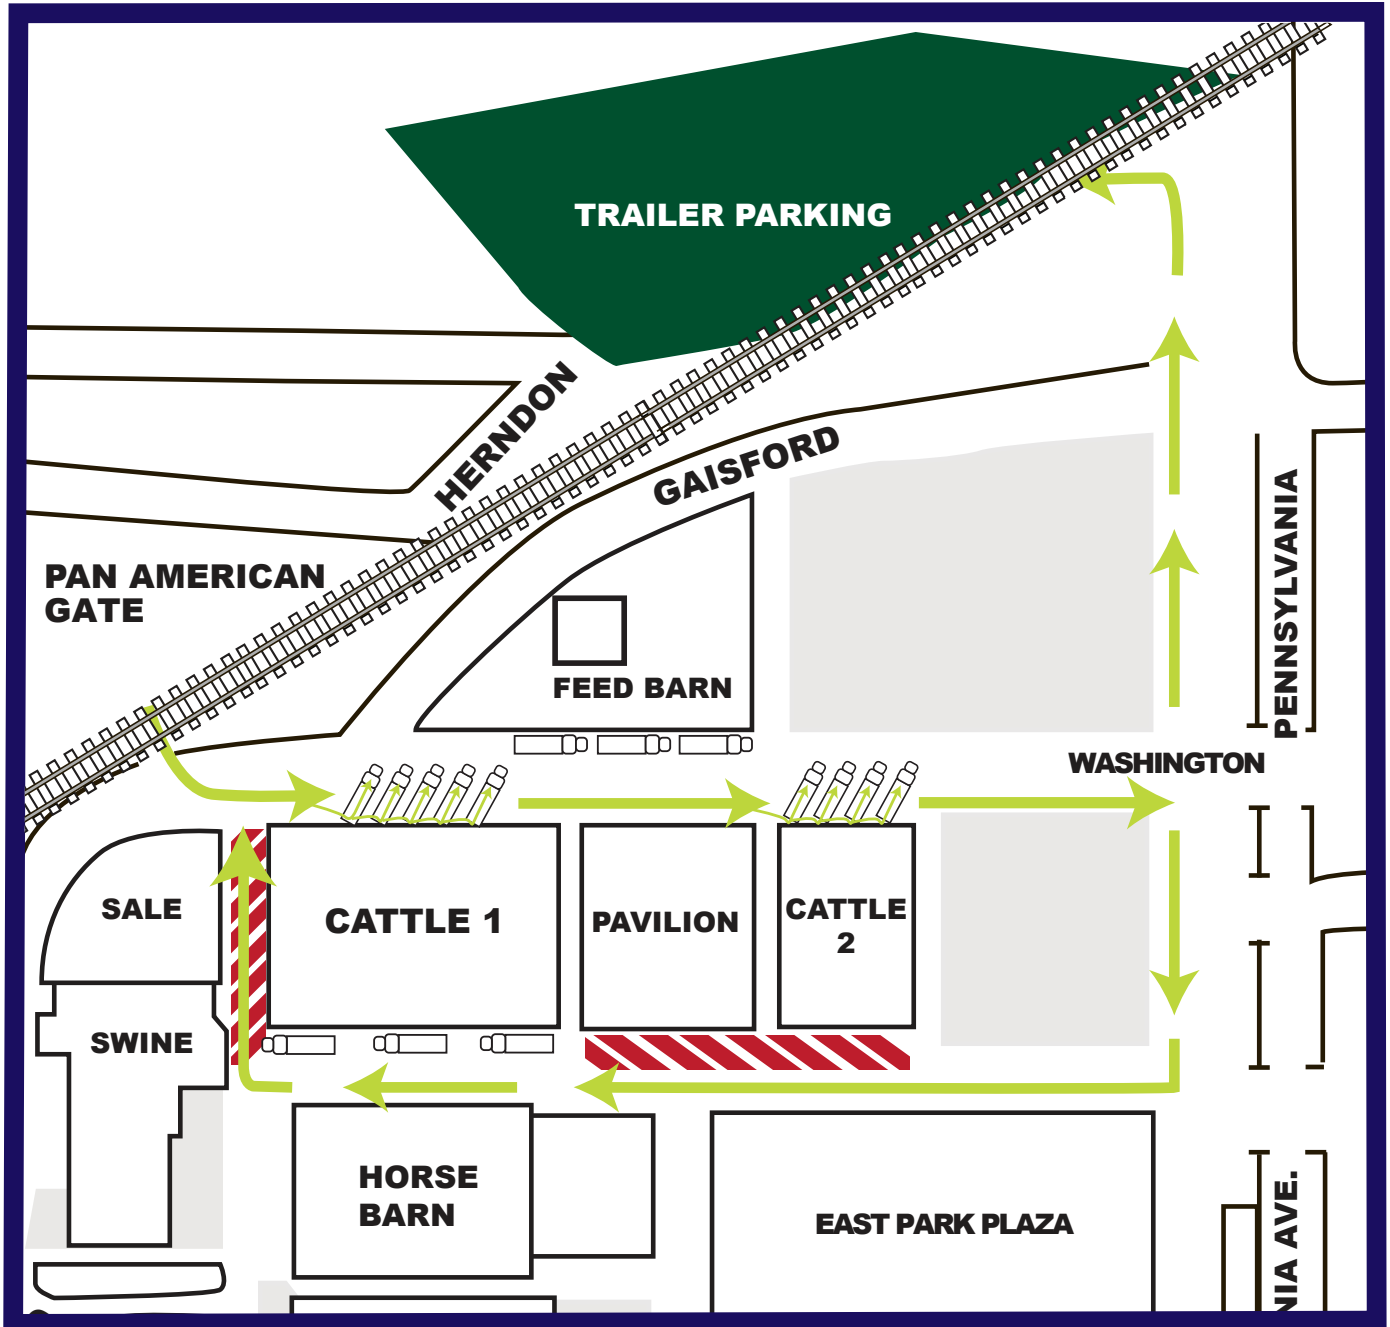 TRAILER PARKING
HERNDON
GAISFORD
PAN AMERICAN
GATE
PENNSYLVANIA
FEED BARN
WASHINGTON
SALE
CATTLE 1
PAVILION
CATTLE
2
SWINE
HORSE
BARN
EAST PARK PLAZA
NIA AVE.